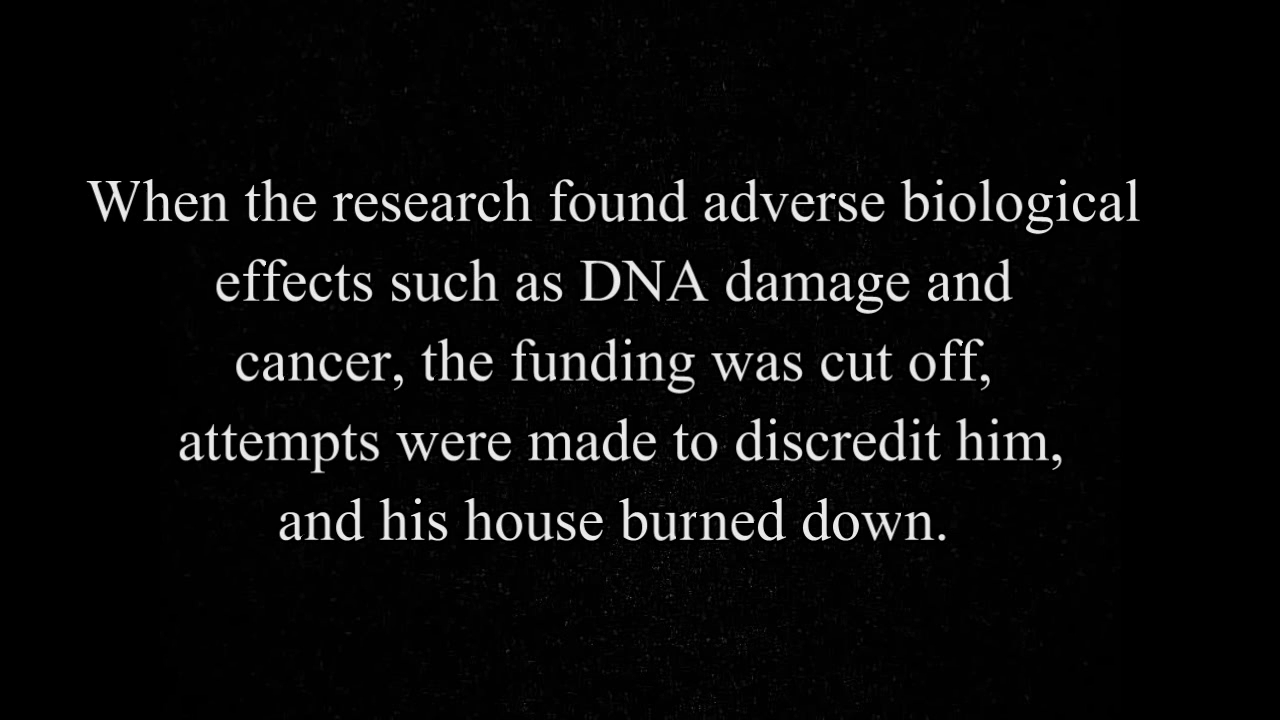 When the research found adverse biological
effects such as DNA damage and
cancer, the funding was cut off,
attempts were made to discredit him,
and his house burned down.